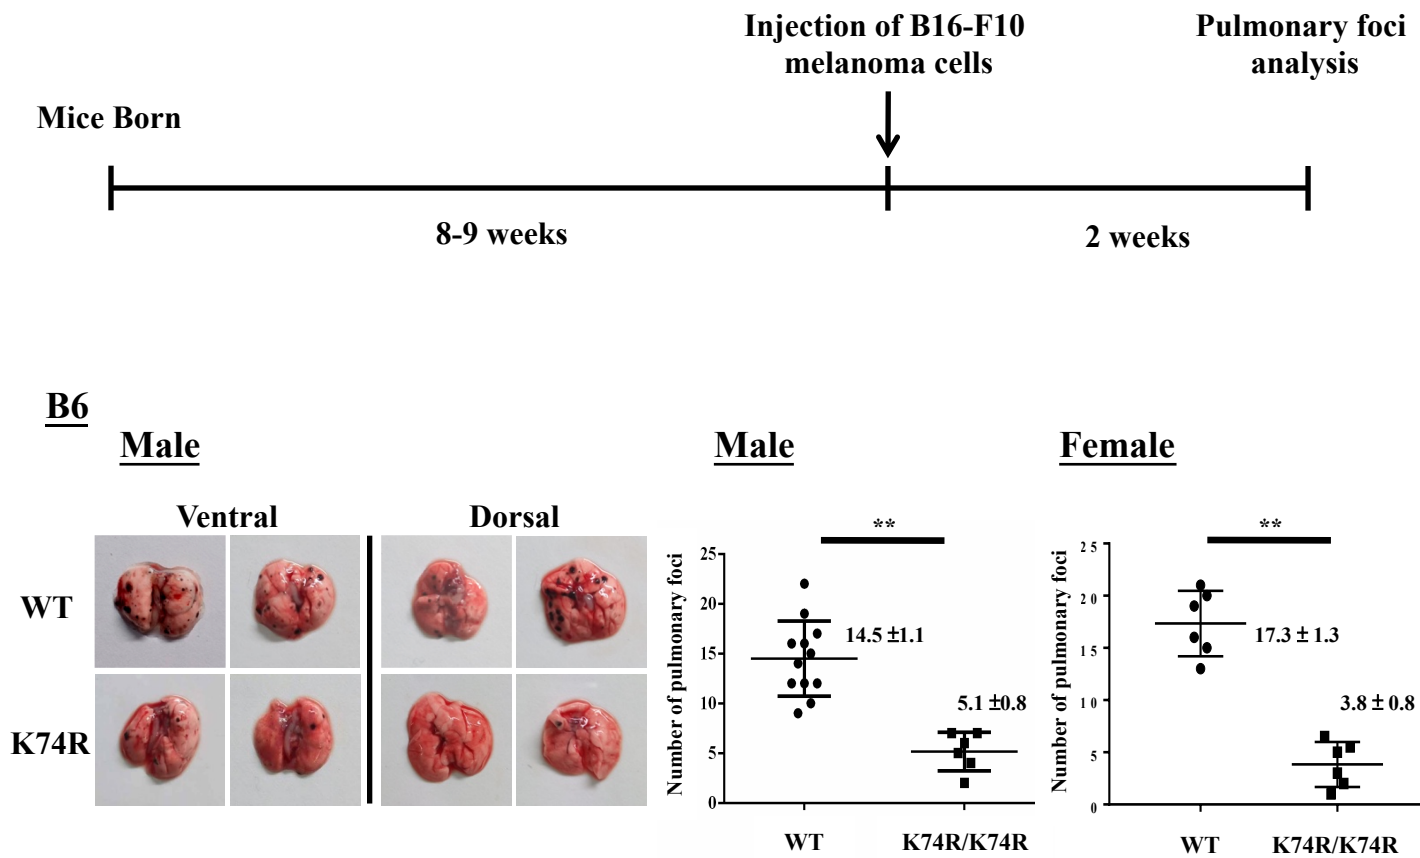 Injection of B16-F10
melanoma cells
Pulmonary foci
analysis
Mice Born
8-9 weeks
2 weeks
B6
Male
Male
Female
Ventral
Dorsal
WT
K74R
**
Number of pulmonary foci
25
20
15
10
5
0
14.5 ±1.1
5.1 ±0.8
WT
K74R/K74R
**
Number of pulmonary foci
25
20
15
10
5
0
17.3 ± 1.3
3.8 ± 0.8
WT
K74R/K74R